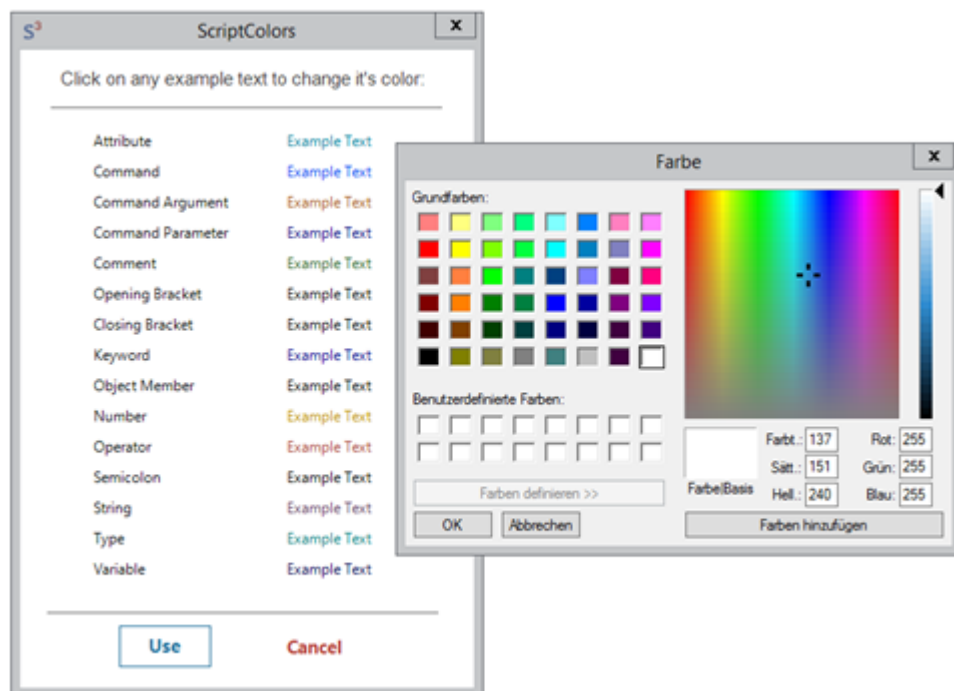 S³ ScriptColors x
Click on any example text to change it's color:
Attribute Example Text
Command Example Text
Command Argument Example Text
Command Parameter Example Text
Comment Example Text
Opening Bracket Example Text
Closing Bracket Example Text
Keyword Example Text
Object Member Example Text
Number Example Text
Operator Example Text
Semicolon Example Text
String Example Text
Type Example Text
Variable Example Text
Use Cancel
Farbe x
Grundfarben:
Benutzerdefinierte Farben:
Farben definieren >>
OK Abbrechen
Farbe|Basis
Farbt.: 137 Rot: 255
Sätt.: 151 Grün: 255
Hell.: 240 Blau: 255
Farben hinzufügen